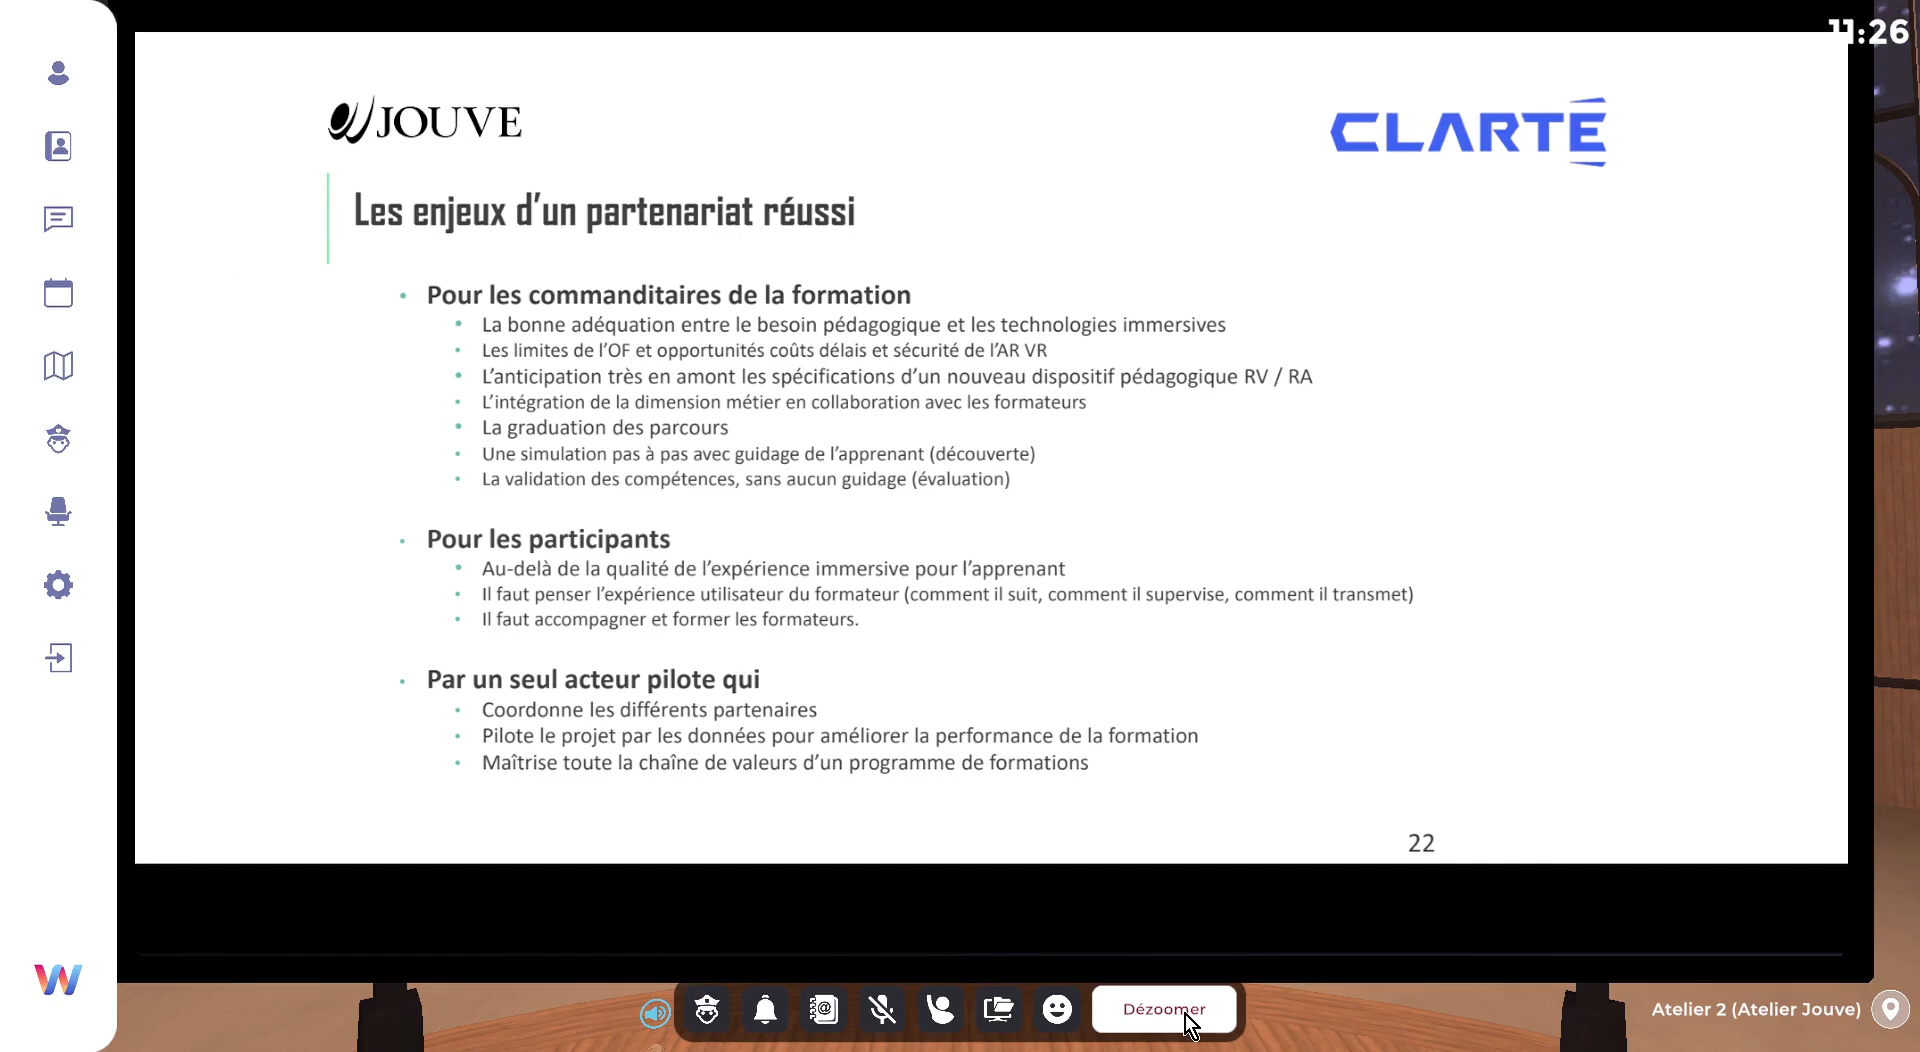 11:26
JOUVE
CLARTÉ
Les enjeux d’un partenariat réussi
• Pour les commanditaires de la formation
• La bonne adéquation entre le besoin pédagogique et les technologies immersives
• Les limites de l’OF et opportunités coûts délais et sécurité de l’AR VR
• L’anticipation très en amont les spécifications d’un nouveau dispositif pédagogique RV / RA
• L’intégration de la dimension métier en collaboration avec les formateurs
• La graduation des parcours
• Une simulation pas à pas avec guidage de l’apprenant (découverte)
• La validation des compétences, sans aucun guidage (évaluation)
• Pour les participants
• Au-delà de la qualité de l’expérience immersive pour l’apprenant
• Il faut penser l’expérience utilisateur du formateur (comment il suit, comment il supervise, comment il transmet)
• Il faut accompagner et former les formateurs.
• Par un seul acteur pilote qui
• Coordonne les différents partenaires
• Pilote le projet par les données pour améliorer la performance de la formation
• Maîtrise toute la chaîne de valeurs d’un programme de formations
22
W
Dézoomer
Atelier 2 (Atelier Jouve)